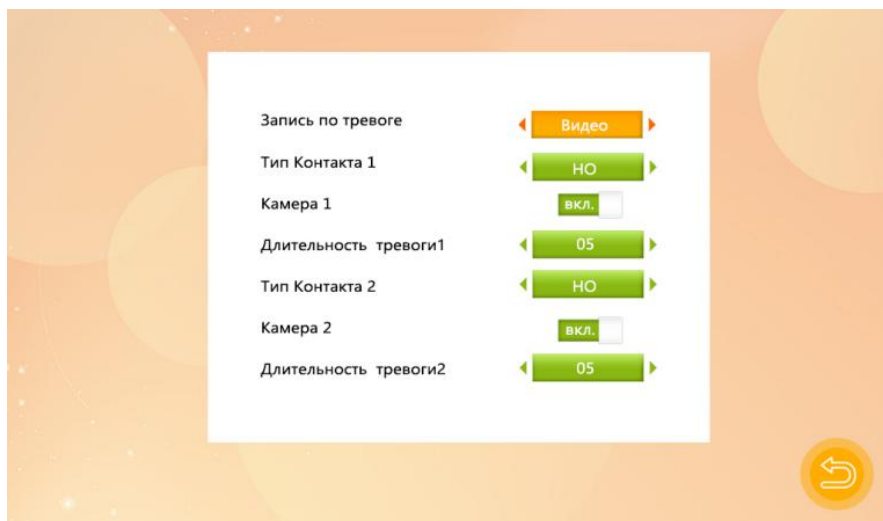 Запись по тревоге Видео
Тип Контакта 1 НО
Камера 1 вкл.
Длительность тревоги1 05
Тип Контакта 2 НО
Камера 2 вкл.
Длительность тревоги2 05